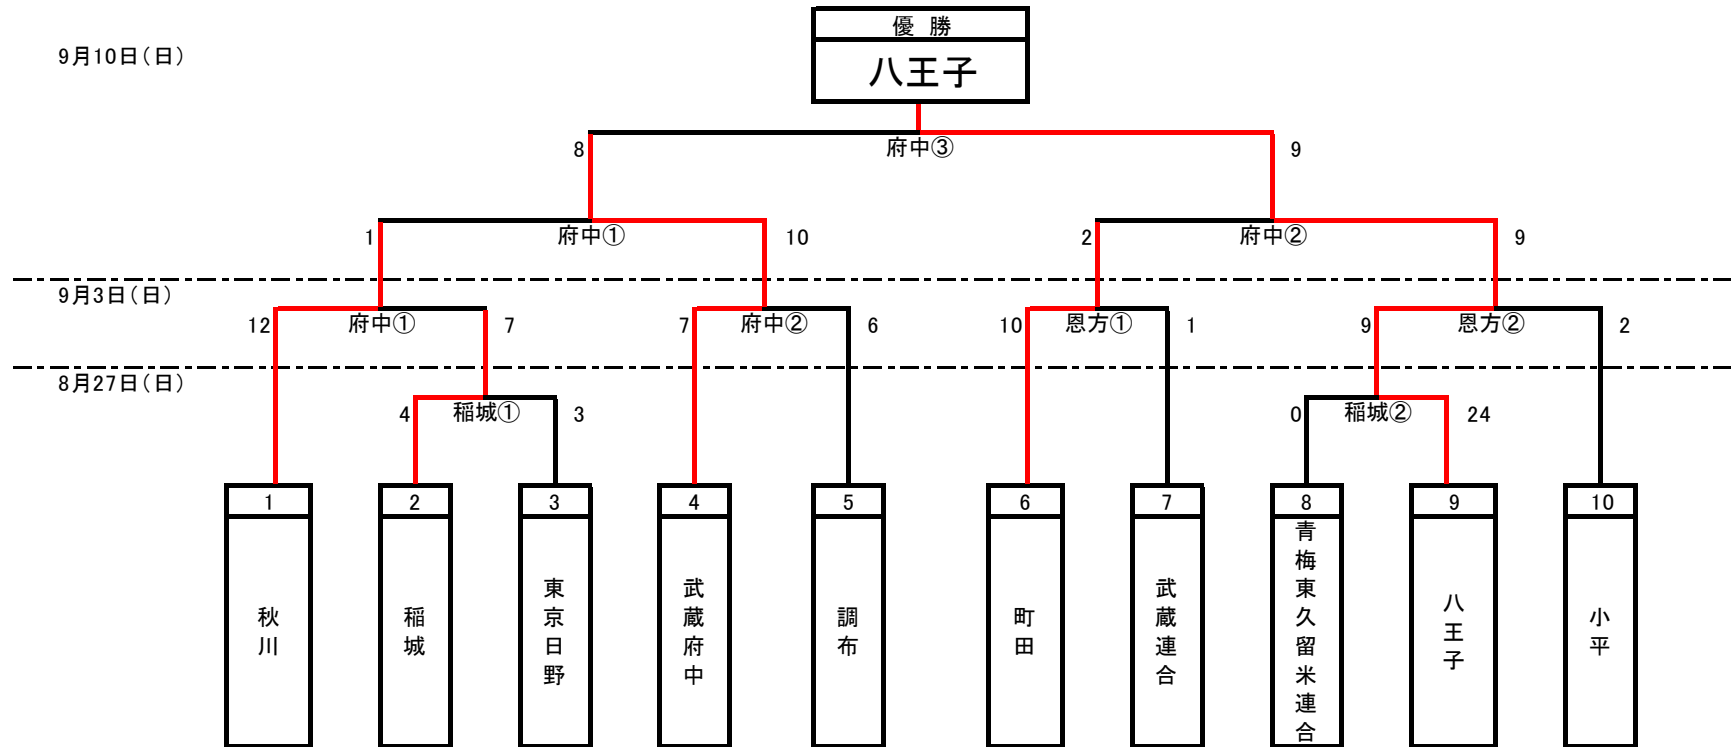 優 勝
9月10日(日)
八王子
8 府中③ 9
1 府中① 10 2 府中② 9
9月3日(日)
12 府中① 7 7 府中② 6 10 恩方① 1 9 恩方② 2
8月27日(日)
4 稲城① 3 0 稲城② 24
1 2 3 4 5 6 7 8 9 10
秋川
稲城
東京日野
武蔵府中
調布
町田
武蔵連合
青梅東久留米連合
八王子
小平